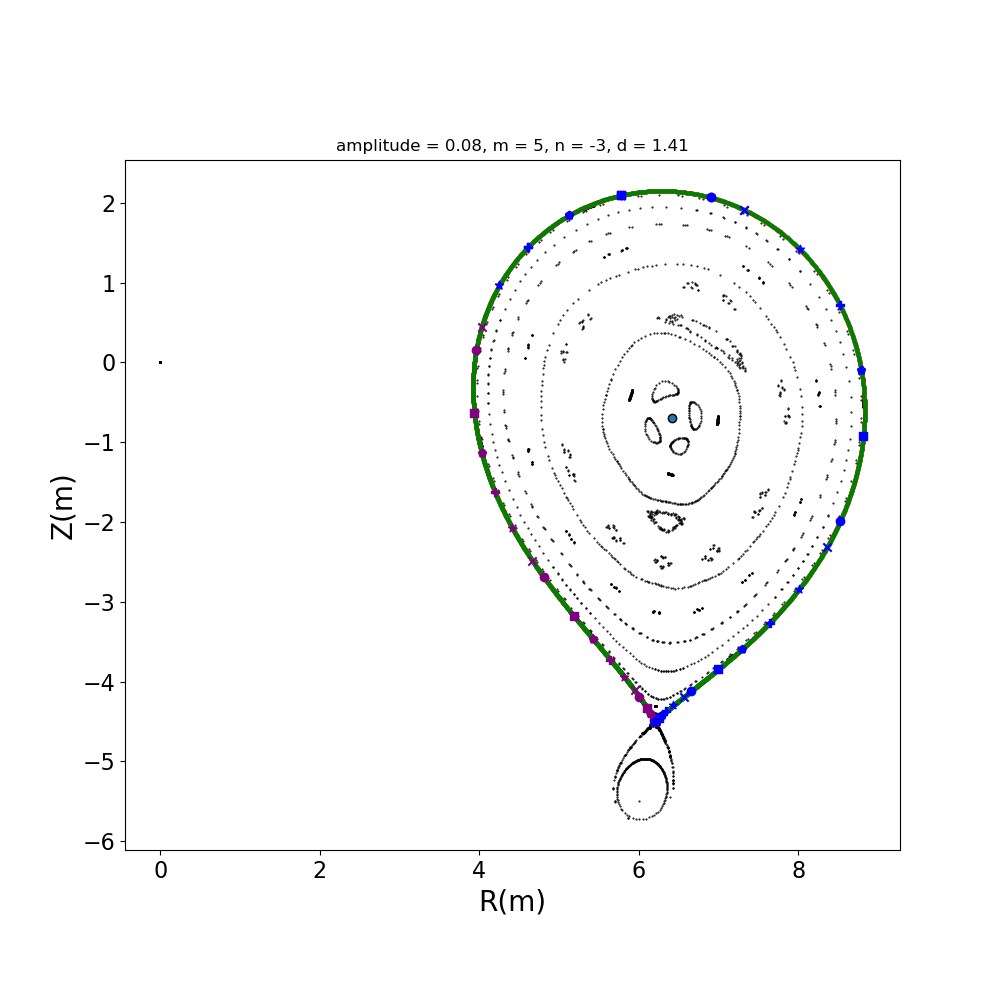 amplitude = 0.08, m = 5, n = -3, d = 1.41
2
1
0
−1
−2
−3
−4
−5
−6
Z(m)
0 2 4 6 8
R(m)